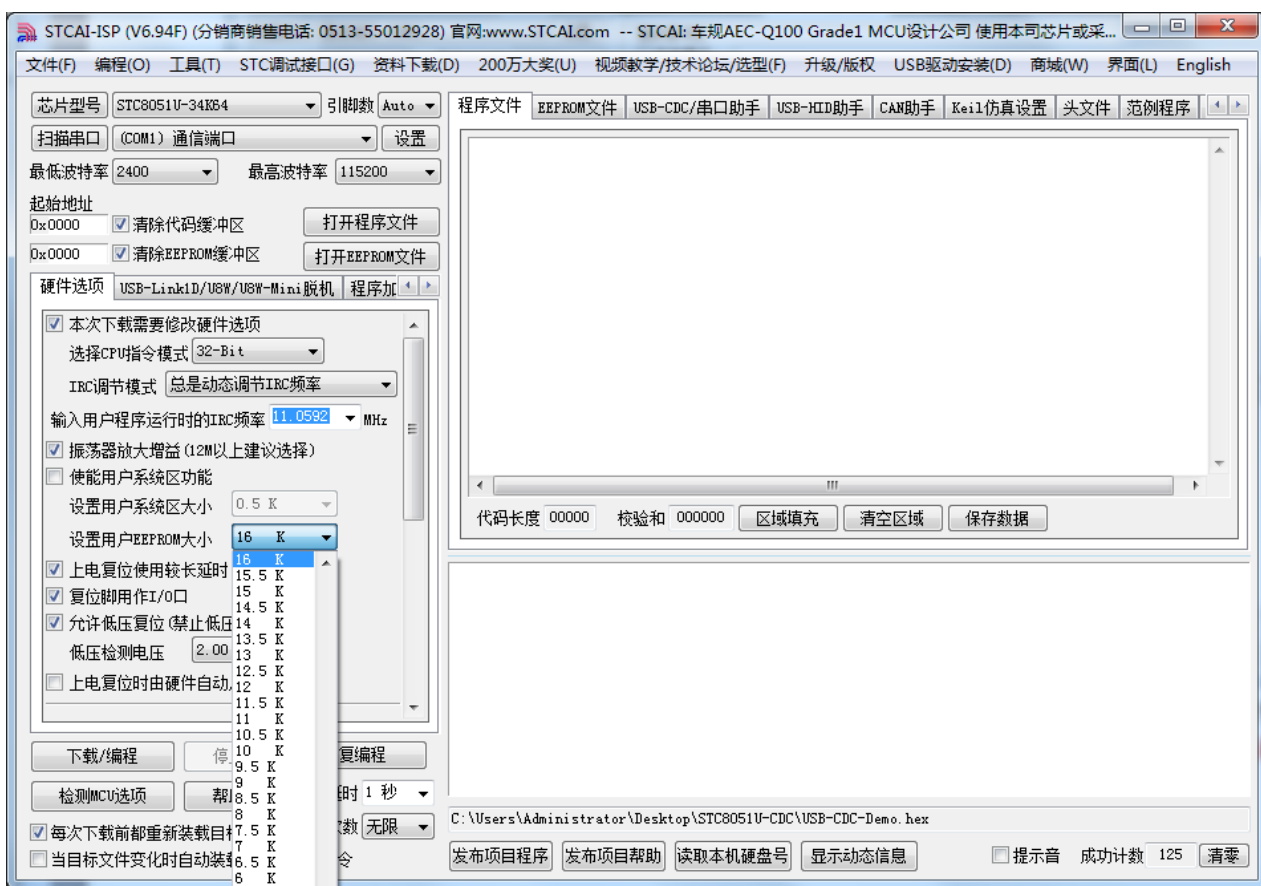 STCAI-ISP (V6.94F) (分销商销售电话: 0513-55012928) 官网:www.STCAI.com -- STCAI: 车规AEC-Q100 Grade1 MCU设计公司 使用本司芯片或采...
文件(F) 编程(O) 工具(T) STC调试接口(G) 资料下载(D) 200万大奖(U) 视频教学/技术论坛/选型(F) 升级/版权 USB驱动安装(D) 商城(W) 界面(L) English
芯片型号 STC8051U-34K64 引脚数 Auto
扫描串口 (COM1) 通信端口 设置
最低波特率 2400 最高波特率 115200
起始地址
0x0000 清除代码缓冲区 打开程序文件
0x0000 清除EEPROM缓冲区 打开EEPROM文件
硬件选项 USB-Link1D/U8W/U8W-Mini脱机 程序加
本次下载需要修改硬件选项
选择CPU指令模式 32-Bit
IRC调节模式 总是动态调节IRC频率
输入用户程序运行时的IRC频率 11.0592 MHz
振荡器放大增益(12M以上建议选择)
使能用户系统区功能
设置用户系统区大小 0.5 K
设置用户EEPROM大小 16 K
上电复位使用较长延时
复位脚用作I/O口
允许低压复位(禁止低压
低压检测电压 2.00
上电复位时由硬件自动
16 K
15.5 K
15 K
14.5 K
14 K
13.5 K
13 K
12.5 K
12 K
11.5 K
11 K
10.5 K
10 K
9.5 K
9 K
8.5 K
8 K
7.5 K
7 K
6.5 K
6 K
下载/编程 停 复编程
检测MCU选项 帮 延时 1 秒
每次下载前都重新装载目标 次数 无限
当目标文件变化时自动装载 令
程序文件 EEPROM文件 USB-CDC/串口助手 USB-HID助手 CAN助手 Keil仿真设置 头文件 范例程序
代码长度 00000 校验和 000000 区域填充 清空区域 保存数据
C:\Users\Administrator\Desktop\STC8051U-CDC\USB-CDC-Demo.hex
发布项目程序 发布项目帮助 读取本机硬盘号 显示动态信息 提示音 成功计数 125 清零